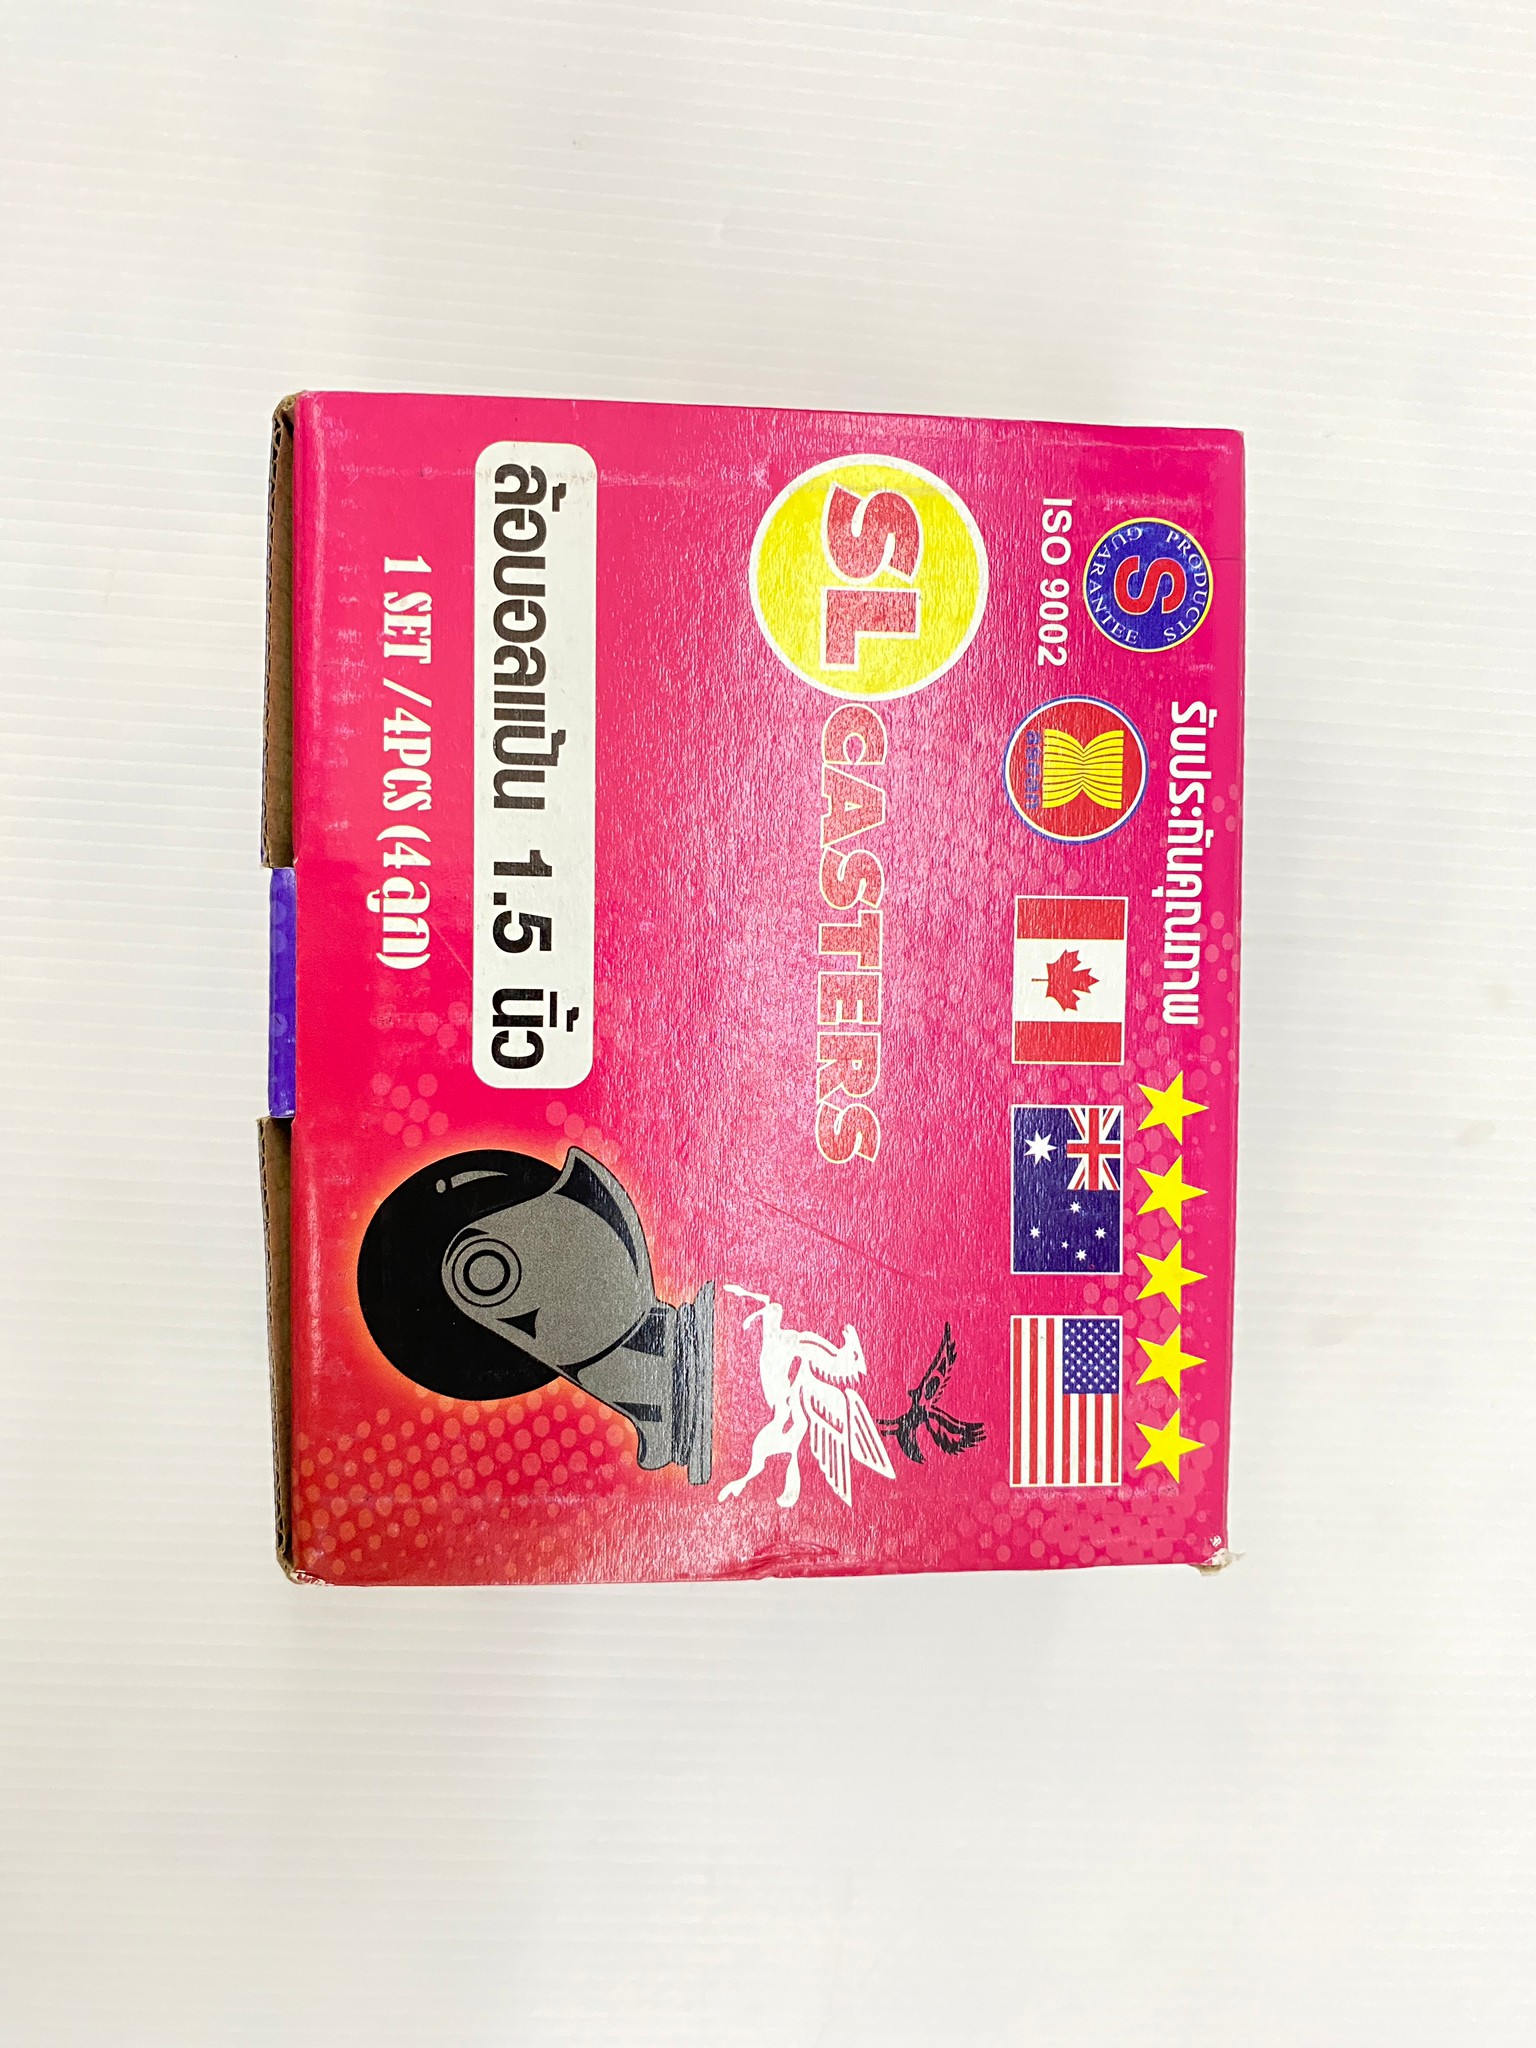 รับประกันคุณภาพ
PRODUCTS
S
GUARANTEE
ISO 9002
asean
SL
CASTERS
ล้อบอลแป้น 1.5 นิ้ว
1 SET /4PCS (4 ลูก)